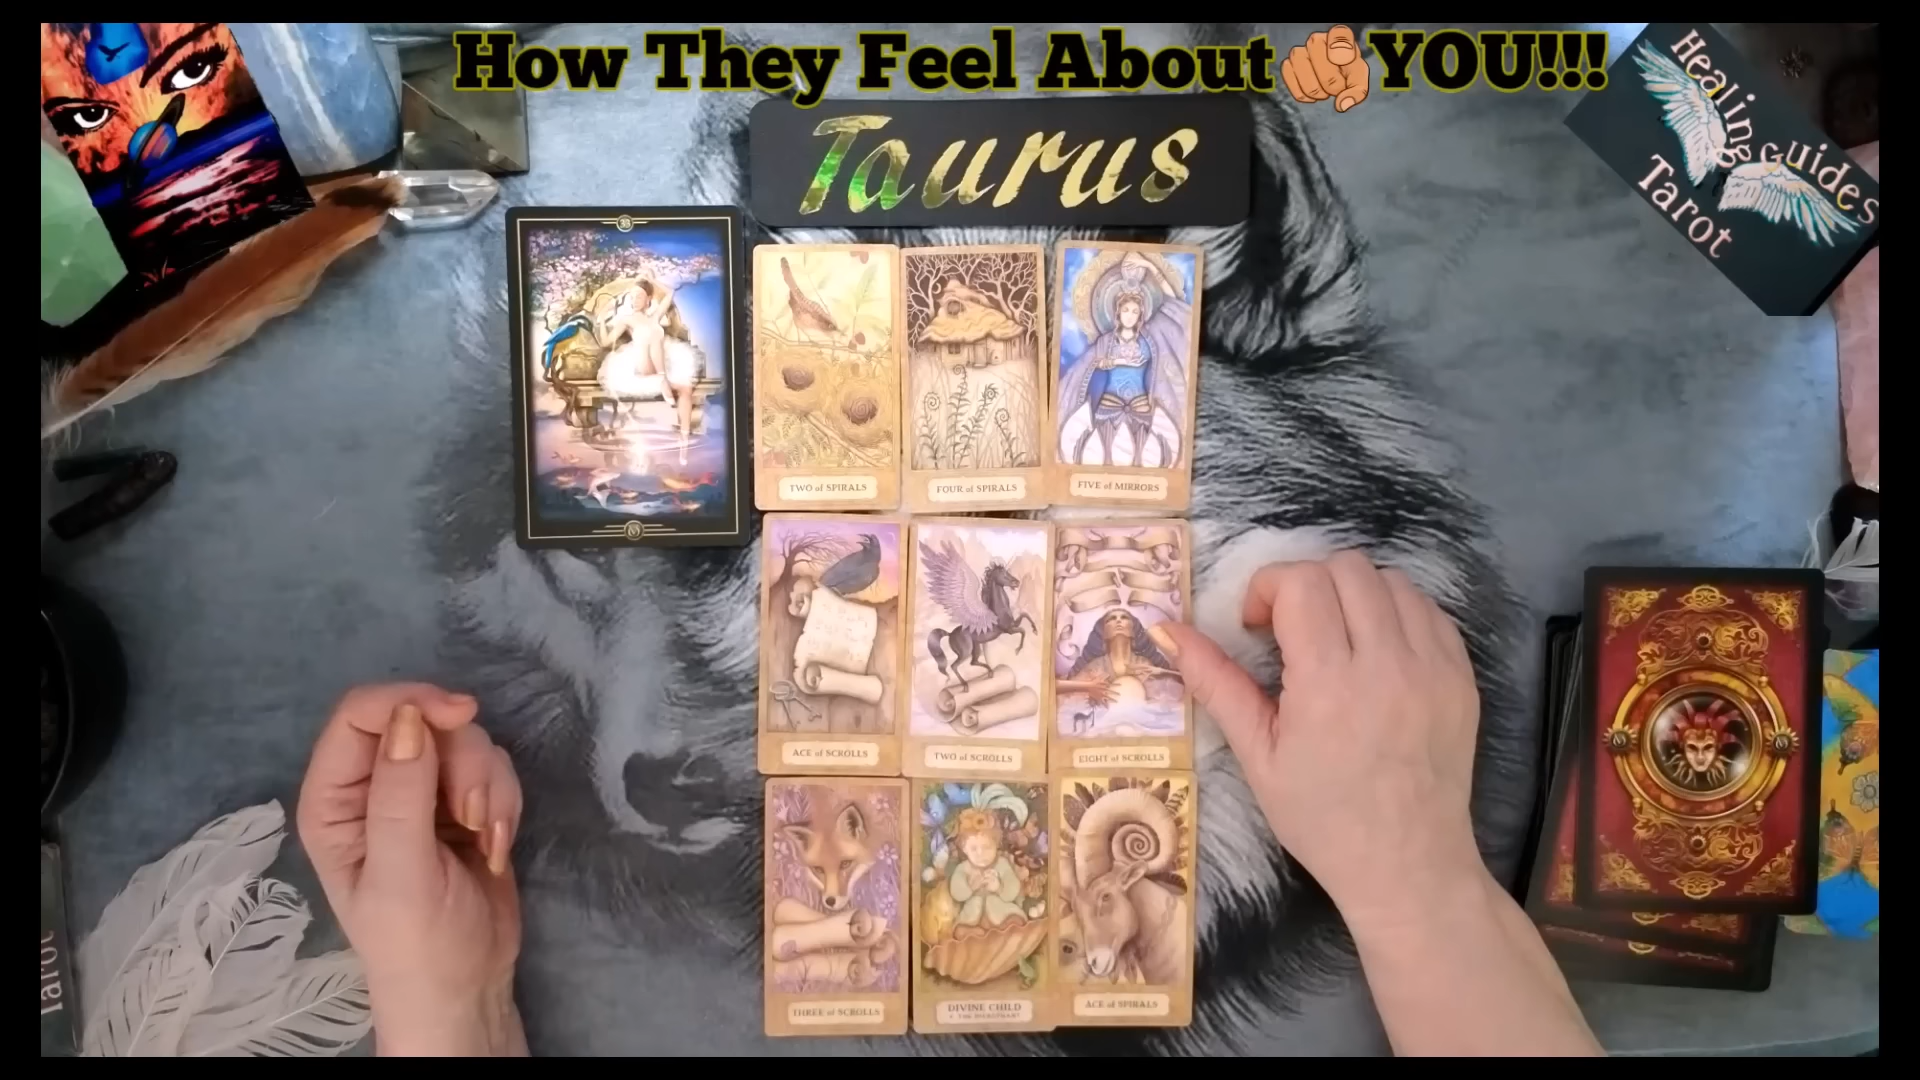 How They Feel About YOU!!!
Taurus
Healing
Guides
Tarot
TWO of SPIRALS
FOUR of SPIRALS
FIVE of MIRRORS
ACE of SCROLLS
TWO of SCROLLS
EIGHT of SCROLLS
THREE of SCROLLS
DIVINE CHILD
ACE of SPIRALS
Tarot